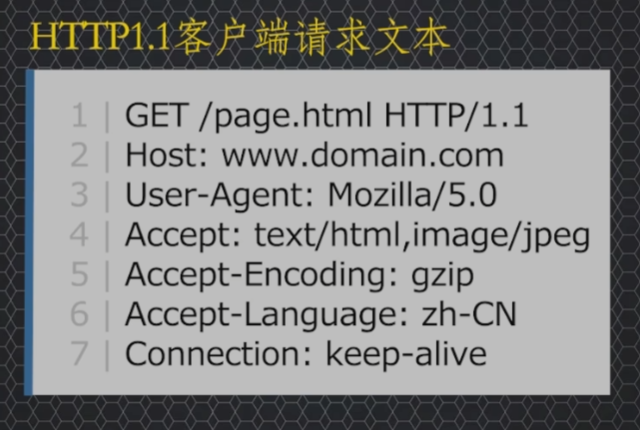 HTTP1.1客户端请求文本
1 | GET /page.html HTTP/1.1
2 | Host: www.domain.com
3 | User-Agent: Mozilla/5.0
4 | Accept: text/html,image/jpeg
5 | Accept-Encoding: gzip
6 | Accept-Language: zh-CN
7 | Connection: keep-alive